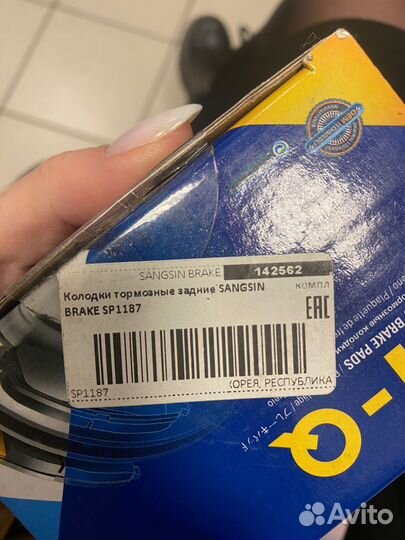 SANGSIN BRAKE 142562
Колодки тормозные задние SANGSIN компл
BRAKE SP1187
EAC
SP1187
КОРЕЯ, РЕСПУБЛИКА
BRAKE PADS
-Q
Avito